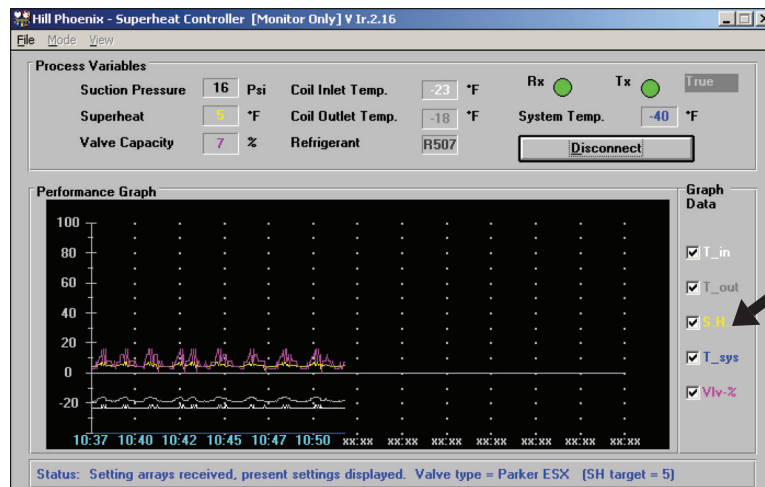 Hill Phoenix - Superheat Controller [Monitor Only] V Ir.2.16
File Mode View
Process Variables
Suction Pressure 16 Psi Coil Inlet Temp. -23 °F Rx Tx True
Superheat 5 °F Coil Outlet Temp. -18 °F System Temp. -40 °F
Valve Capacity 7 % Refrigerant R507 Disconnect
Performance Graph
Graph
Data
100
80
60
40
20
0
-20
10:37 10:40 10:42 10:45 10:47 10:50 xx:xx xx:xx xx:xx xx:xx xx:xx xx:xx xx:xx
T_in
T_out
S.H.
T_sys
Vlv-%
Status: Setting arrays received, present settings displayed. Valve type = Parker ESX (SH target = 5)